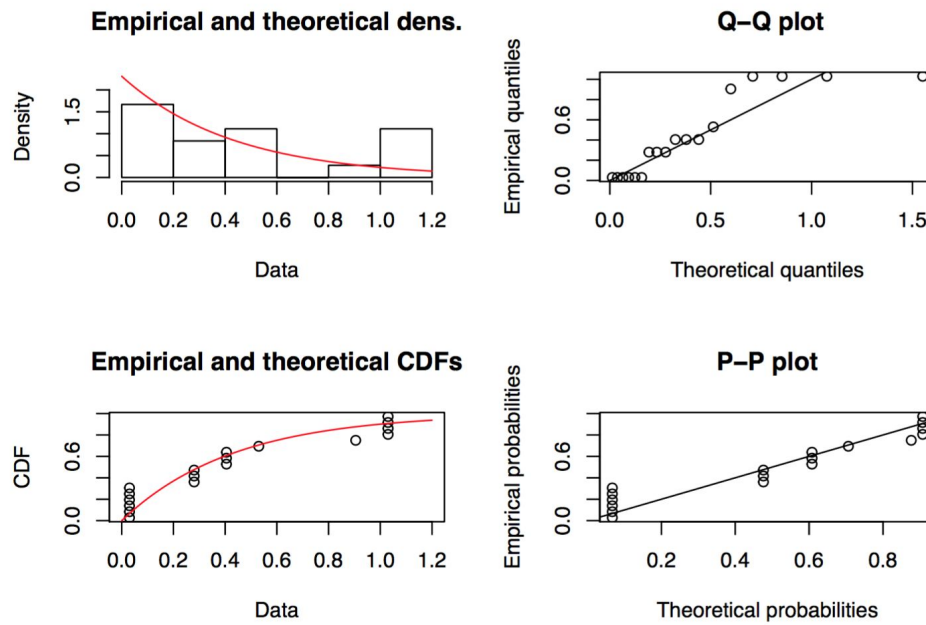 Empirical and theoretical dens.
Density
0.0 1.5
0.0 0.2 0.4 0.6 0.8 1.0 1.2
Data
Q−Q plot
Empirical quantiles
0.0 0.6
0.0 0.5 1.0 1.5
Theoretical quantiles
Empirical and theoretical CDFs
CDF
0.0 0.6
0.0 0.2 0.4 0.6 0.8 1.0 1.2
Data
P−P plot
Empirical probabilities
0.0 0.6
0.2 0.4 0.6 0.8
Theoretical probabilities